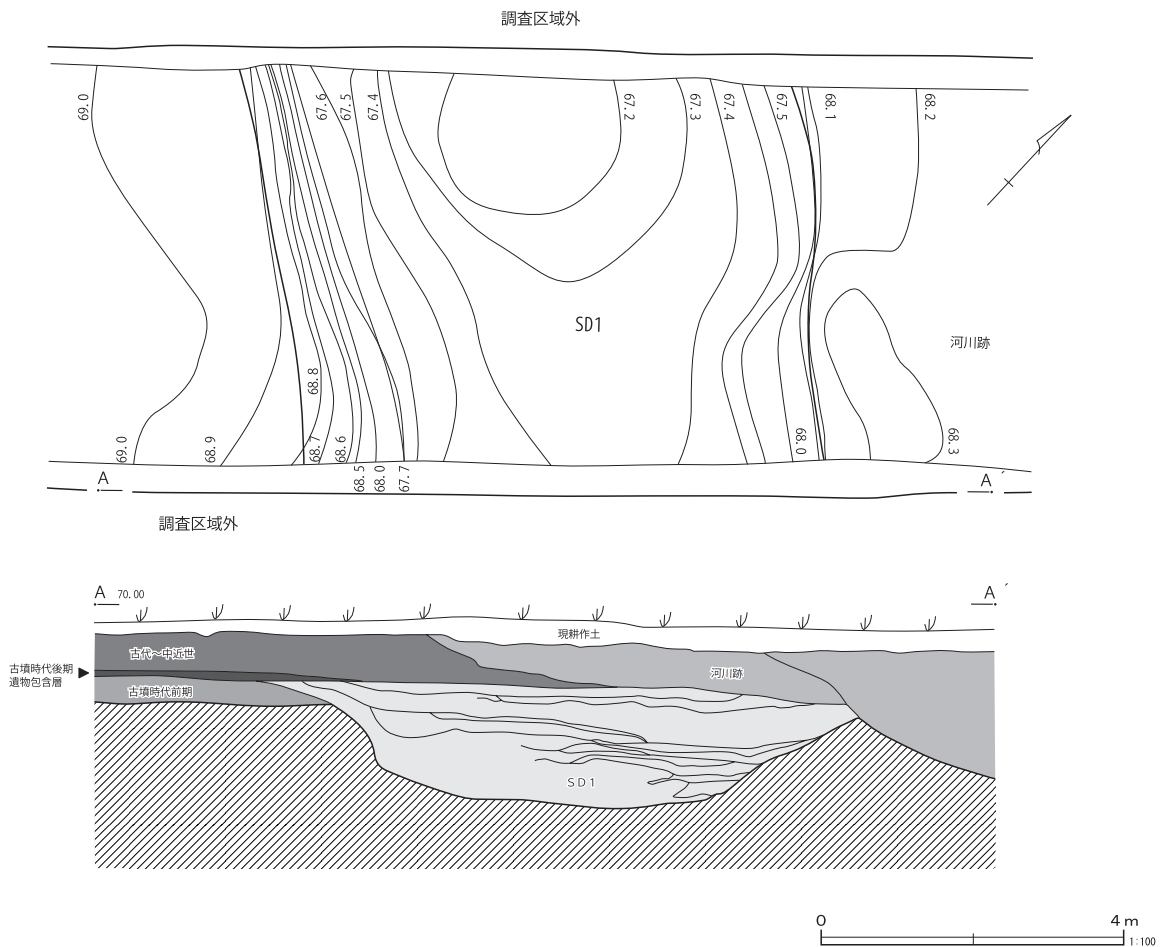 調査区域外
69.0
67.9
67.5
67.4
67.2
67.3
67.4
67.5
68.1
68.2
SD1
河川跡
68.8
69.0
68.9
68.7
68.6
68.5
68.0
67.7
68.0
68.3
A
A´
調査区域外
A 70.00
A´
現耕作土
古代～中近世
古墳時代後期
遺物包含層
河川跡
古墳時代前期
SD1
0 4m
1:100